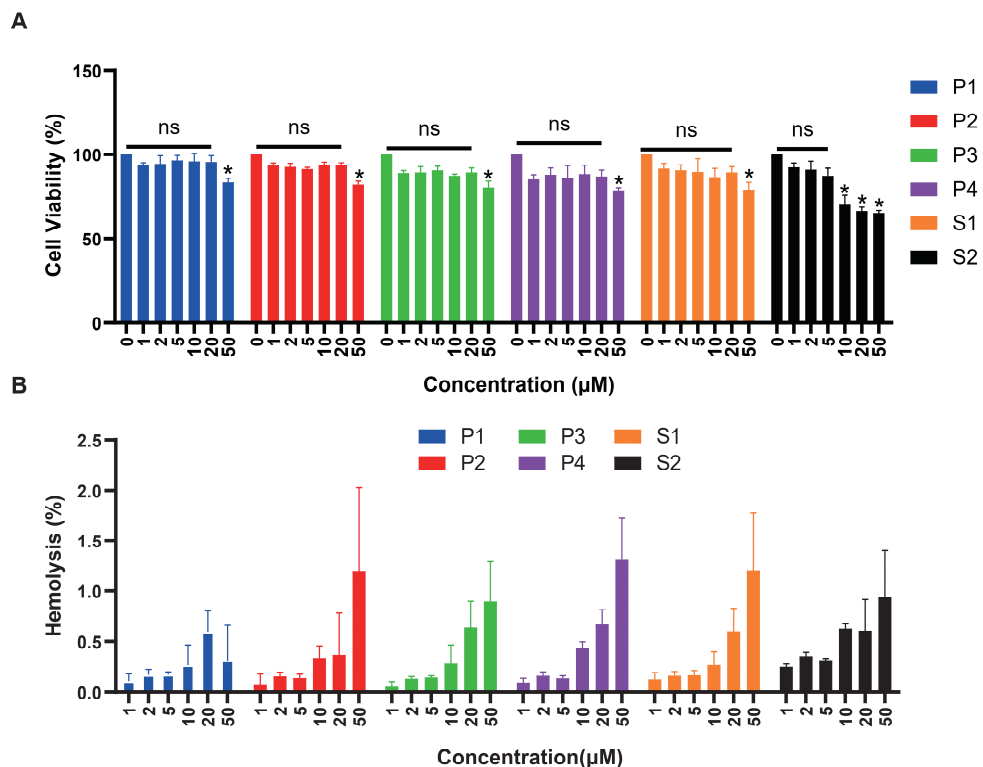 A
Cell Viability (%)
150
100
50
0
ns
ns
ns
ns
ns
ns
*
*
*
*
*
* * *
0 1 2 5 10 20 50
0 1 2 5 10 20 50
0 1 2 5 10 20 50
0 1 2 5 10 20 50
0 1 2 5 10 20 50
0 1 2 5 10 20 50
Concentration (μM)
P1
P2
P3
P4
S1
S2
B
Hemolysis (%)
2.5
2.0
1.5
1.0
0.5
0.0
P1 P3 S1
P2 P4 S2
1 2 5 10 20 50
1 2 5 10 20 50
1 2 5 10 20 50
1 2 5 10 20 50
1 2 5 10 20 50
1 2 5 10 20 50
Concentration(μM)